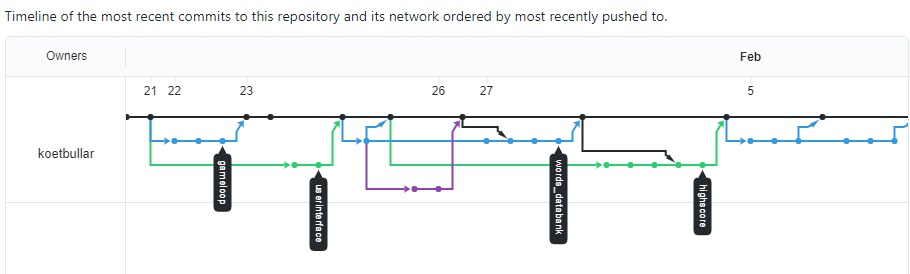 Timeline of the most recent commits to this repository and its network ordered by most recently pushed to.
Owners
Feb
21 22 23 26 27 5
koetbullar
gameloop
userinterface
words_databank
highscore